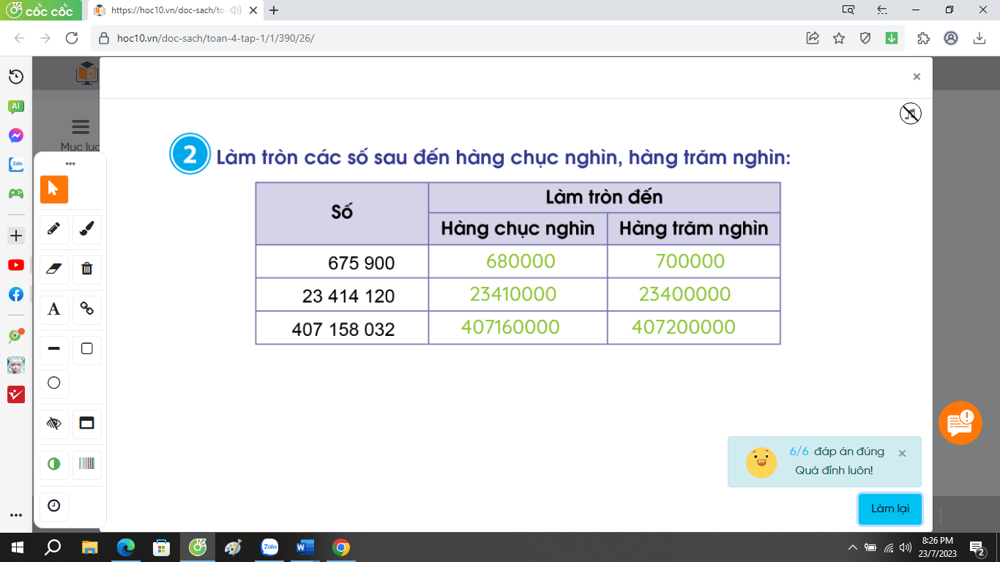 cốc cốc
https://hoc10.vn/doc-sach/to
hoc10.vn/doc-sach/toan-4-tap-1/1/390/26/
AI
Zalo
Mục lục
2 Làm tròn các số sau đến hàng chục nghìn, hàng trăm nghìn:
Số
Làm tròn đến
Hàng chục nghìn Hàng trăm nghìn
675 900 680000 700000
23 414 120 23410000 23400000
407 158 032 407160000 407200000
A
6/6 đáp án đúng
Quá đỉnh luôn!
Làm lại
Zalo
W
8:26 PM
23/7/2023
2